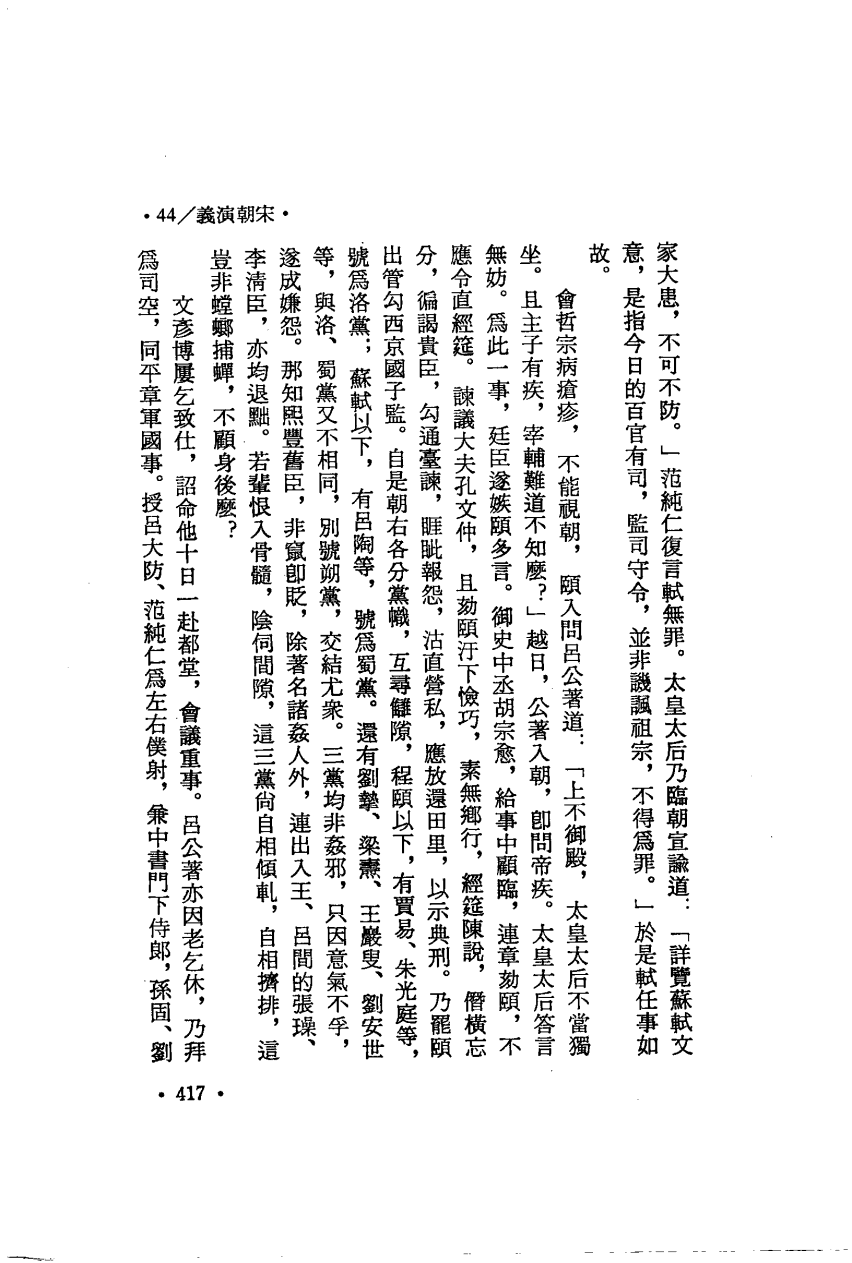 •44／義演朝宋•
家大患，不可不防。」范純仁復言軾無罪。太皇太后乃臨朝宣諭道：「詳覽蘇軾文
意，是指今日的百官有司，監司守令，並非譏諷祖宗，不得爲罪。」於是軾任事如
故。
會哲宗病瘡疹，不能視朝，頤入問呂公著道：「上不御殿，太皇太后不當獨
坐。且主子有疾，宰輔難道不知麼？」越日，公著入朝，卽問帝疾。太皇太后答言
無妨。爲此一事，廷臣遂嫉頤多言。御史中丞胡宗愈，給事中顧臨，連章劾頤，不
應令直經筵。諫議大夫孔文仲，且劾頤汙下憸巧，素無鄉行，經筵陳說，僭橫忘
分，徧謁貴臣，勾通臺諫，睚眦報怨，沽直營私，應放還田里，以示典刑。乃罷頤
出管勾西京國子監。自是朝右各分黨幟，互尋讎隙，程頤以下，有賈易、朱光庭等，
號爲洛黨；蘇軾以下，有呂陶等，號爲蜀黨。還有劉摯、梁燾、王巖叟、劉安世
等，與洛、蜀黨又不相同，別號朔黨，交結尤衆。三黨均非姦邪，只因意氣不孚，
遂成嫌怨。那知熙豐舊臣，非竄卽貶，除著名諸姦人外，連出入王、呂間的張璪、
李清臣，亦均退黜。若輩恨入骨髓，陰伺間隙，這三黨尙自相傾軋，自相擠排，這
豈非螳螂捕蟬，不顧身後麼？
文彥博屢乞致仕，詔命他十日一赴都堂，會議重事。呂公著亦因老乞休，乃拜
爲司空，同平章軍國事。授呂大防、范純仁爲左右僕射，兼中書門下侍郎，孫固、劉
•417•